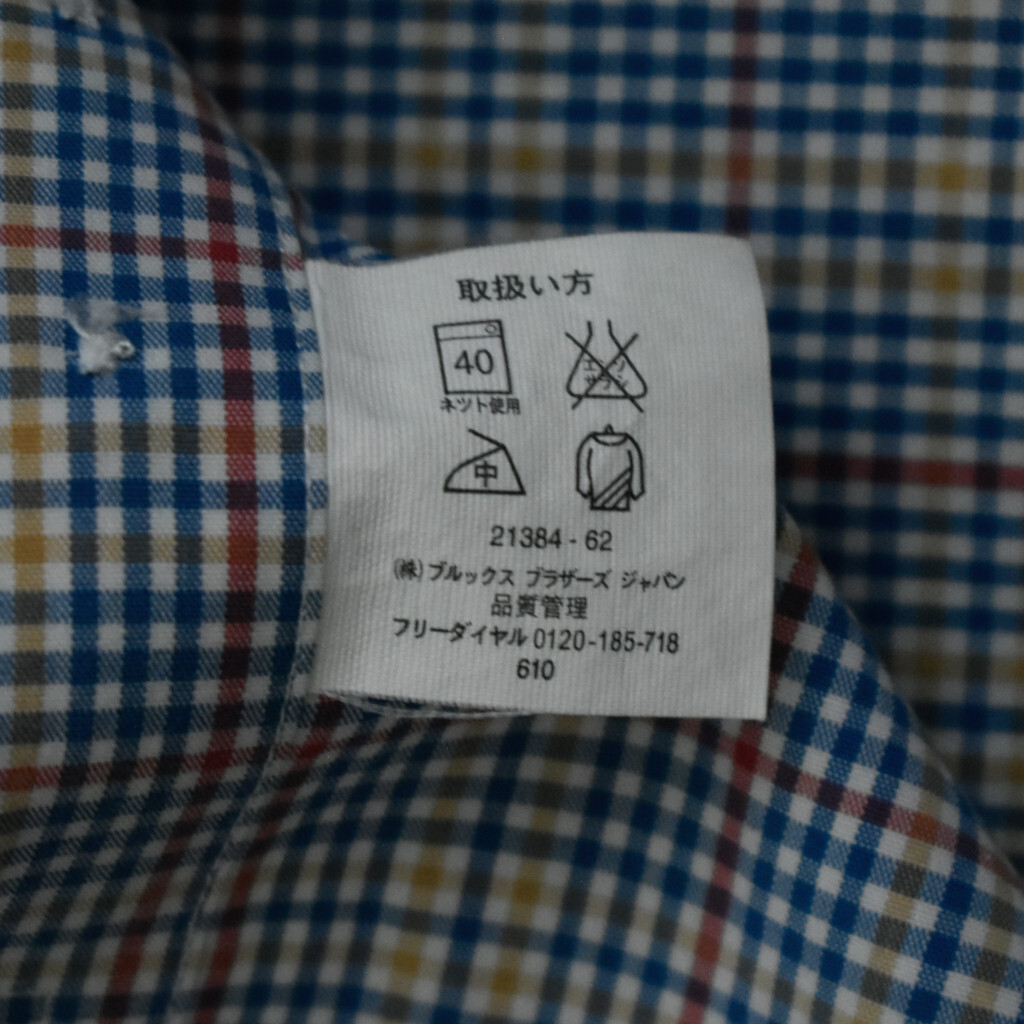 取扱い方
40
ネツト使用
エンソ
サラシ
中
21384 - 62
(株) ブルックス ブラザーズ ジャパン
品質管理
フリーダイヤル 0120-185-718
610